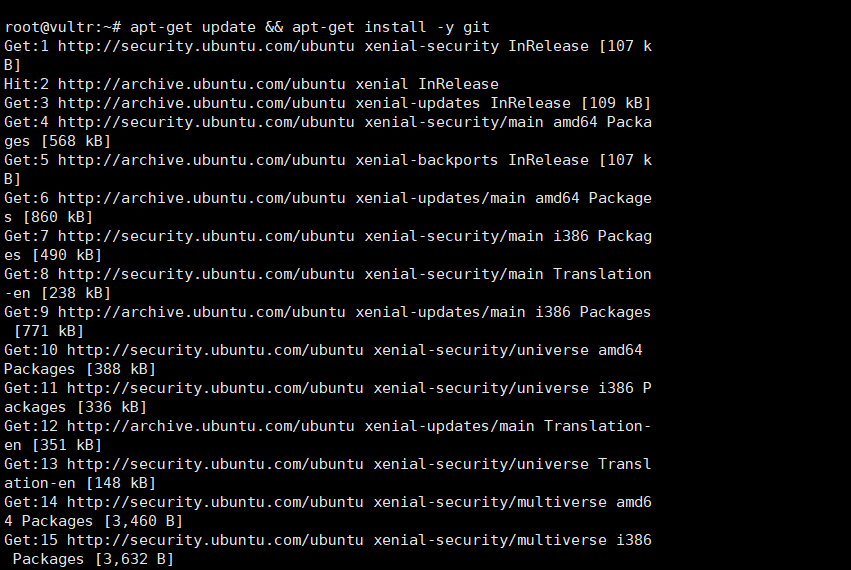 root@vultr:~# apt-get update && apt-get install -y git
Get:1 http://security.ubuntu.com/ubuntu xenial-security InRelease [107 k
B]
Hit:2 http://archive.ubuntu.com/ubuntu xenial InRelease
Get:3 http://archive.ubuntu.com/ubuntu xenial-updates InRelease [109 kB]
Get:4 http://security.ubuntu.com/ubuntu xenial-security/main amd64 Packa
ges [568 kB]
Get:5 http://archive.ubuntu.com/ubuntu xenial-backports InRelease [107 k
B]
Get:6 http://archive.ubuntu.com/ubuntu xenial-updates/main amd64 Package
s [860 kB]
Get:7 http://security.ubuntu.com/ubuntu xenial-security/main i386 Packag
es [490 kB]
Get:8 http://security.ubuntu.com/ubuntu xenial-security/main Translation
-en [238 kB]
Get:9 http://archive.ubuntu.com/ubuntu xenial-updates/main i386 Packages
 [771 kB]
Get:10 http://security.ubuntu.com/ubuntu xenial-security/universe amd64
Packages [388 kB]
Get:11 http://security.ubuntu.com/ubuntu xenial-security/universe i386 P
ackages [336 kB]
Get:12 http://archive.ubuntu.com/ubuntu xenial-updates/main Translation-
en [351 kB]
Get:13 http://security.ubuntu.com/ubuntu xenial-security/universe Transl
ation-en [148 kB]
Get:14 http://security.ubuntu.com/ubuntu xenial-security/multiverse amd6
4 Packages [3,460 B]
Get:15 http://security.ubuntu.com/ubuntu xenial-security/multiverse i386
 Packages [3,632 B]